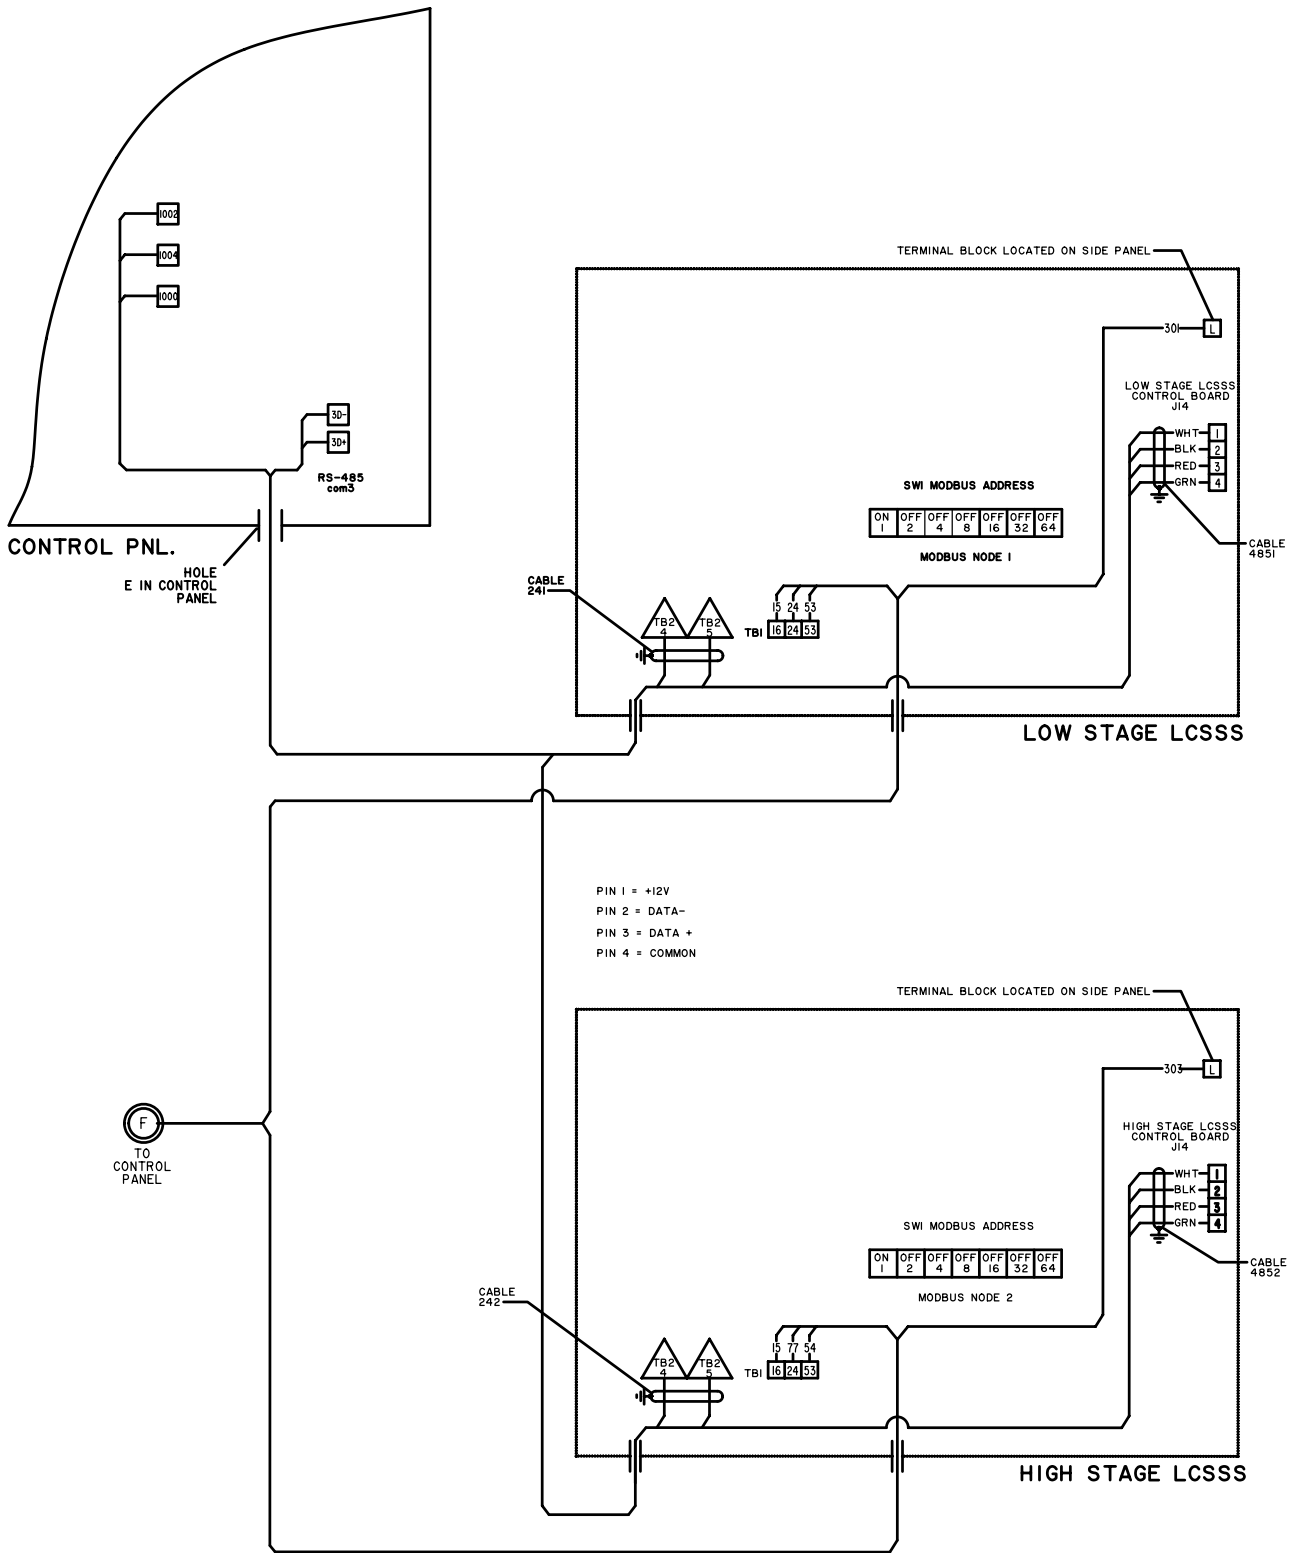 1002
1004
1000
3D-
3D+
RS-485
com3
CONTROL PNL.
HOLE
E IN CONTROL
PANEL
TERMINAL BLOCK LOCATED ON SIDE PANEL
301
L
LOW STAGE LCSSS
CONTROL BOARD
J14
WHT 1
BLK 2
RED 3
GRN 4
CABLE
4851
SW1 MODBUS ADDRESS
ON OFF OFF OFF OFF OFF OFF
1 2 4 8 16 32 64
MODBUS NODE 1
CABLE
241
TB2
4
TB2
5
15 24 53
TB1 16 24 53
LOW STAGE LCSSS
PIN 1 = +12V
PIN 2 = DATA-
PIN 3 = DATA +
PIN 4 = COMMON
TERMINAL BLOCK LOCATED ON SIDE PANEL
303
L
F
TO
CONTROL
PANEL
HIGH STAGE LCSSS
CONTROL BOARD
J14
WHT 1
BLK 2
RED 3
GRN 4
CABLE
4852
SW1 MODBUS ADDRESS
ON OFF OFF OFF OFF OFF OFF
1 2 4 8 16 32 64
MODBUS NODE 2
CABLE
242
TB2
4
TB2
5
15 77 54
TB1 16 24 53
HIGH STAGE LCSSS